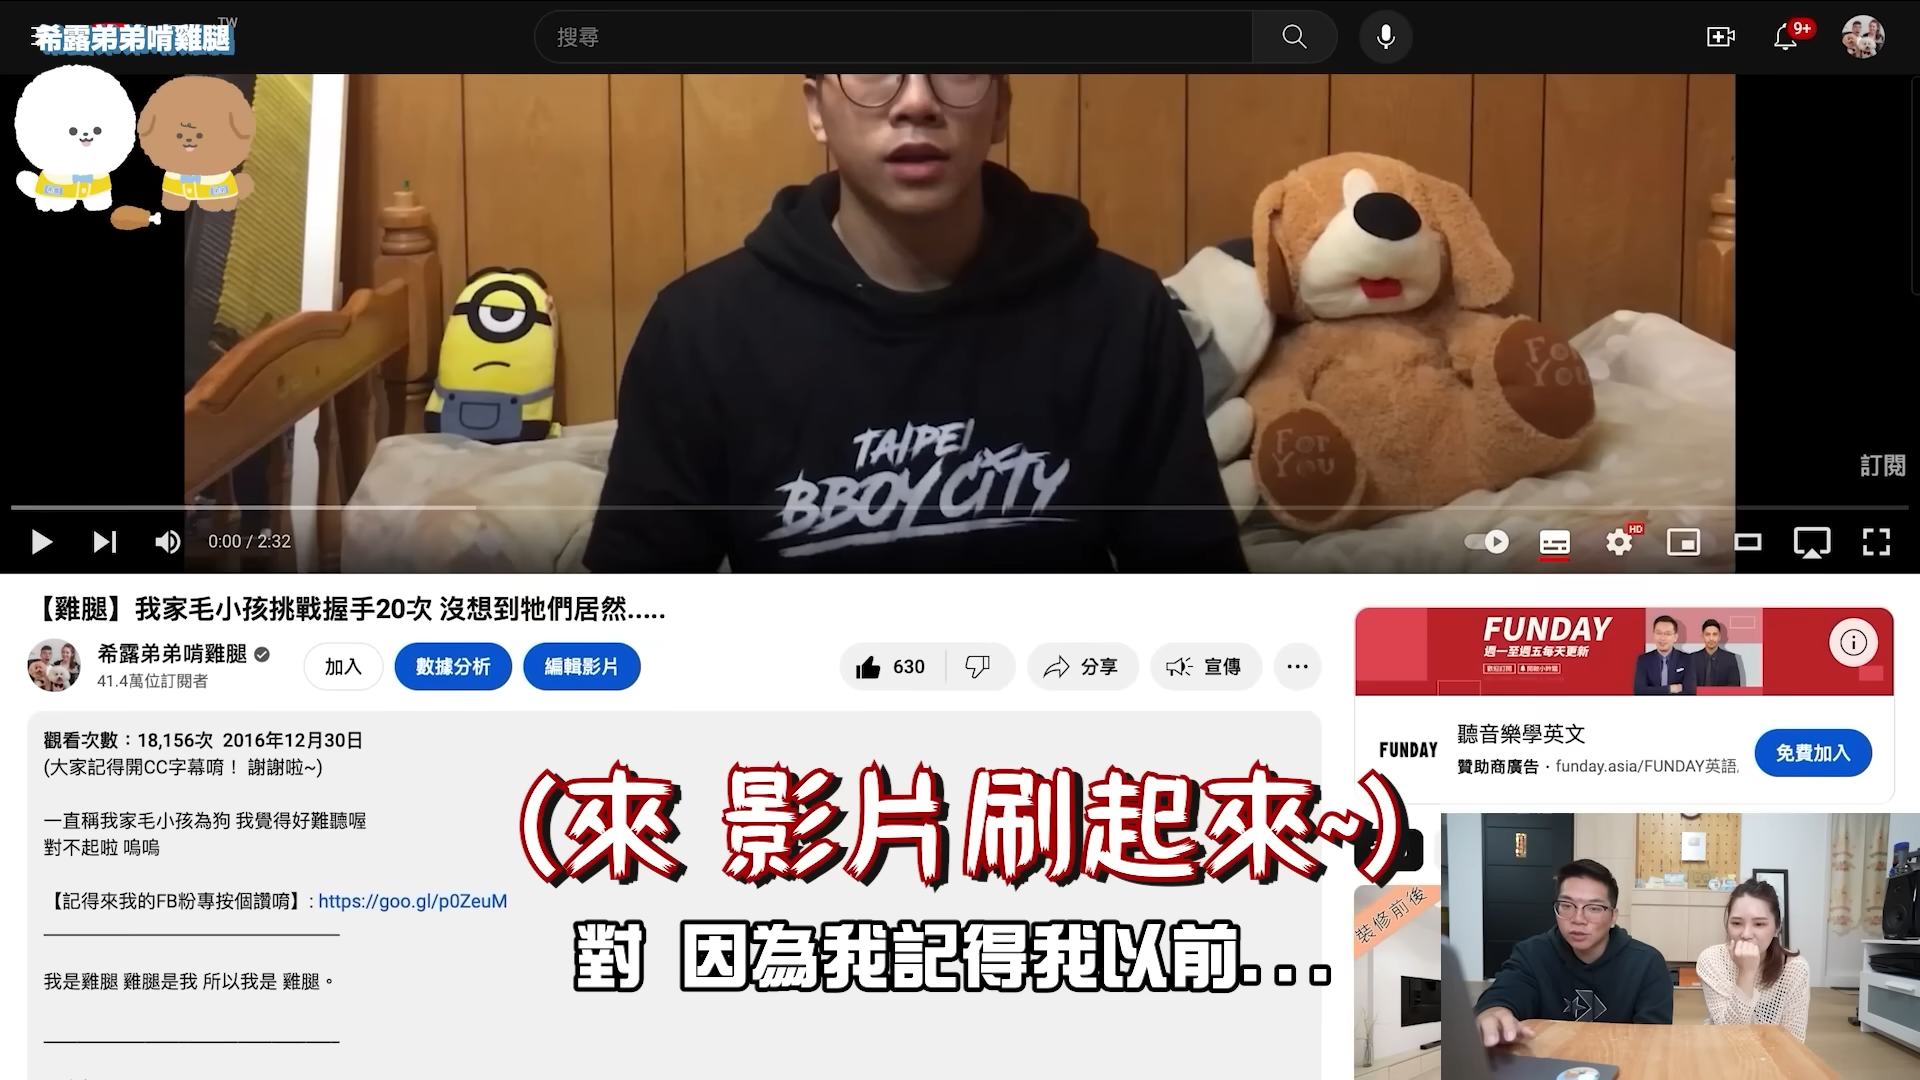 希露弟弟啃雞腿
TW
搜尋
9+
TAIPEI
BBOY CITY
For
You
For
You
訂閱
0:00 / 2:32
HD
【雞腿】我家毛小孩挑戰握手20次 沒想到牠們居然.....
希露弟弟啃雞腿
41.4萬位訂閱者
加入
數據分析
編輯影片
630
分享
宣傳
觀看次數：18,156次 2016年12月30日
(大家記得開CC字幕唷！ 謝謝啦~)
一直稱我家毛小孩為狗 我覺得好難聽喔
對不起啦 嗚嗚
【記得來我的FB粉專按個讚唷】: https://goo.gl/p0ZeuM
我是雞腿 雞腿是我 所以我是 雞腿。
FUNDAY
週一至週五每天更新
FUNDAY
聽音樂學英文
贊助商廣告・funday.asia/FUNDAY英語
免費加入
(來 影片刷起來~)
對 因為我記得我以前...
裝修前後